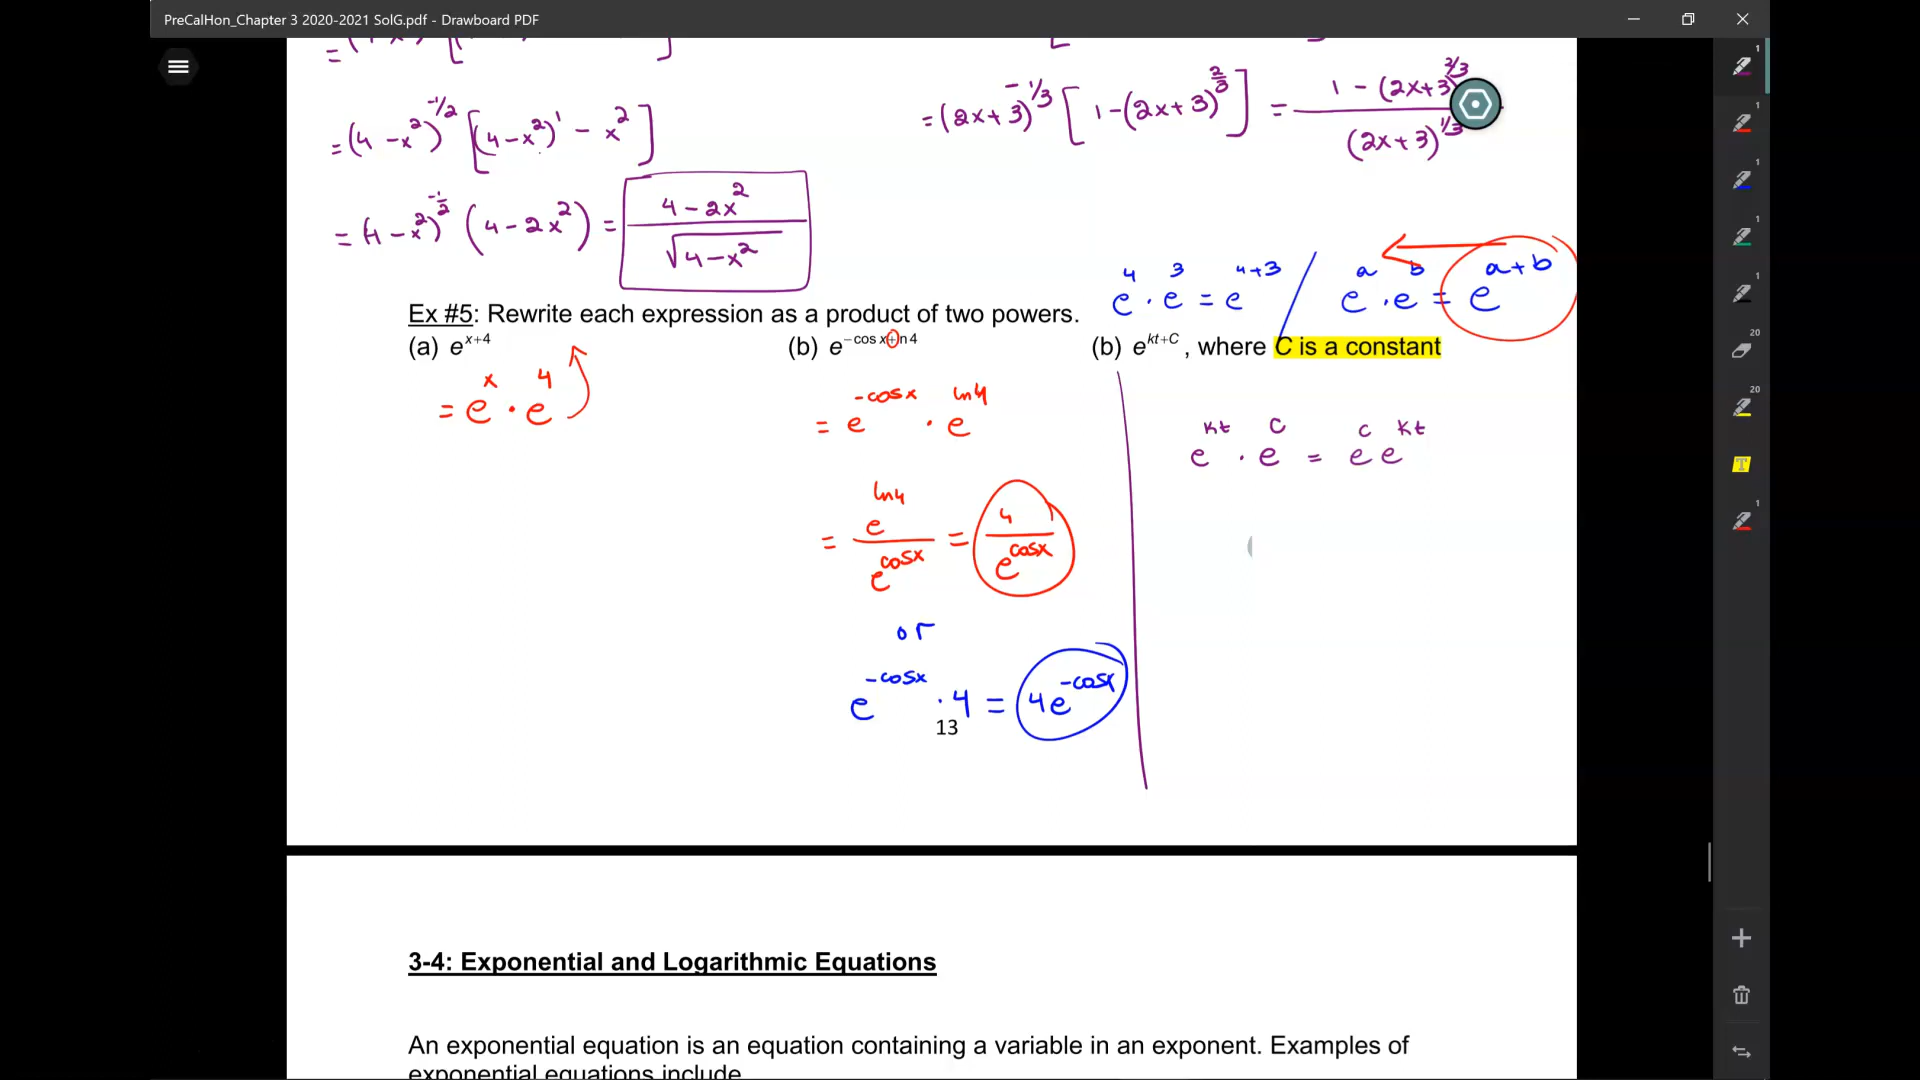 PreCalHon_Chapter 3 2020-2021 SolG.pdf - Drawboard PDF
= (4 - x²)^-1/2 [(4 - x²)^1 - x²]
= (2x + 3)^-1/3 [1 - (2x + 3)^2/3] = 1 - (2x + 3)^2/3 / (2x + 3)^1/3
= (4 - x²)^-1/2 (4 - 2x²) = 4 - 2x² / √4 - x²
e^4 · e^3 = e^4+3 / e^a · e^b = e^a+b
Ex #5: Rewrite each expression as a product of two powers.
(a) e^x+4 (b) e^-cos x+ln 4 (b) e^kt+C , where C is a constant
= e^x · e^4
= e^-cosx · e^ln4
e^kt · e^C = e^C e^kt
= e^ln4 / e^cosx = 4 / e^cosx
or
e^-cosx · 4 = 4e^-cosx
13
3-4: Exponential and Logarithmic Equations
An exponential equation is an equation containing a variable in an exponent. Examples of
exponential equations include